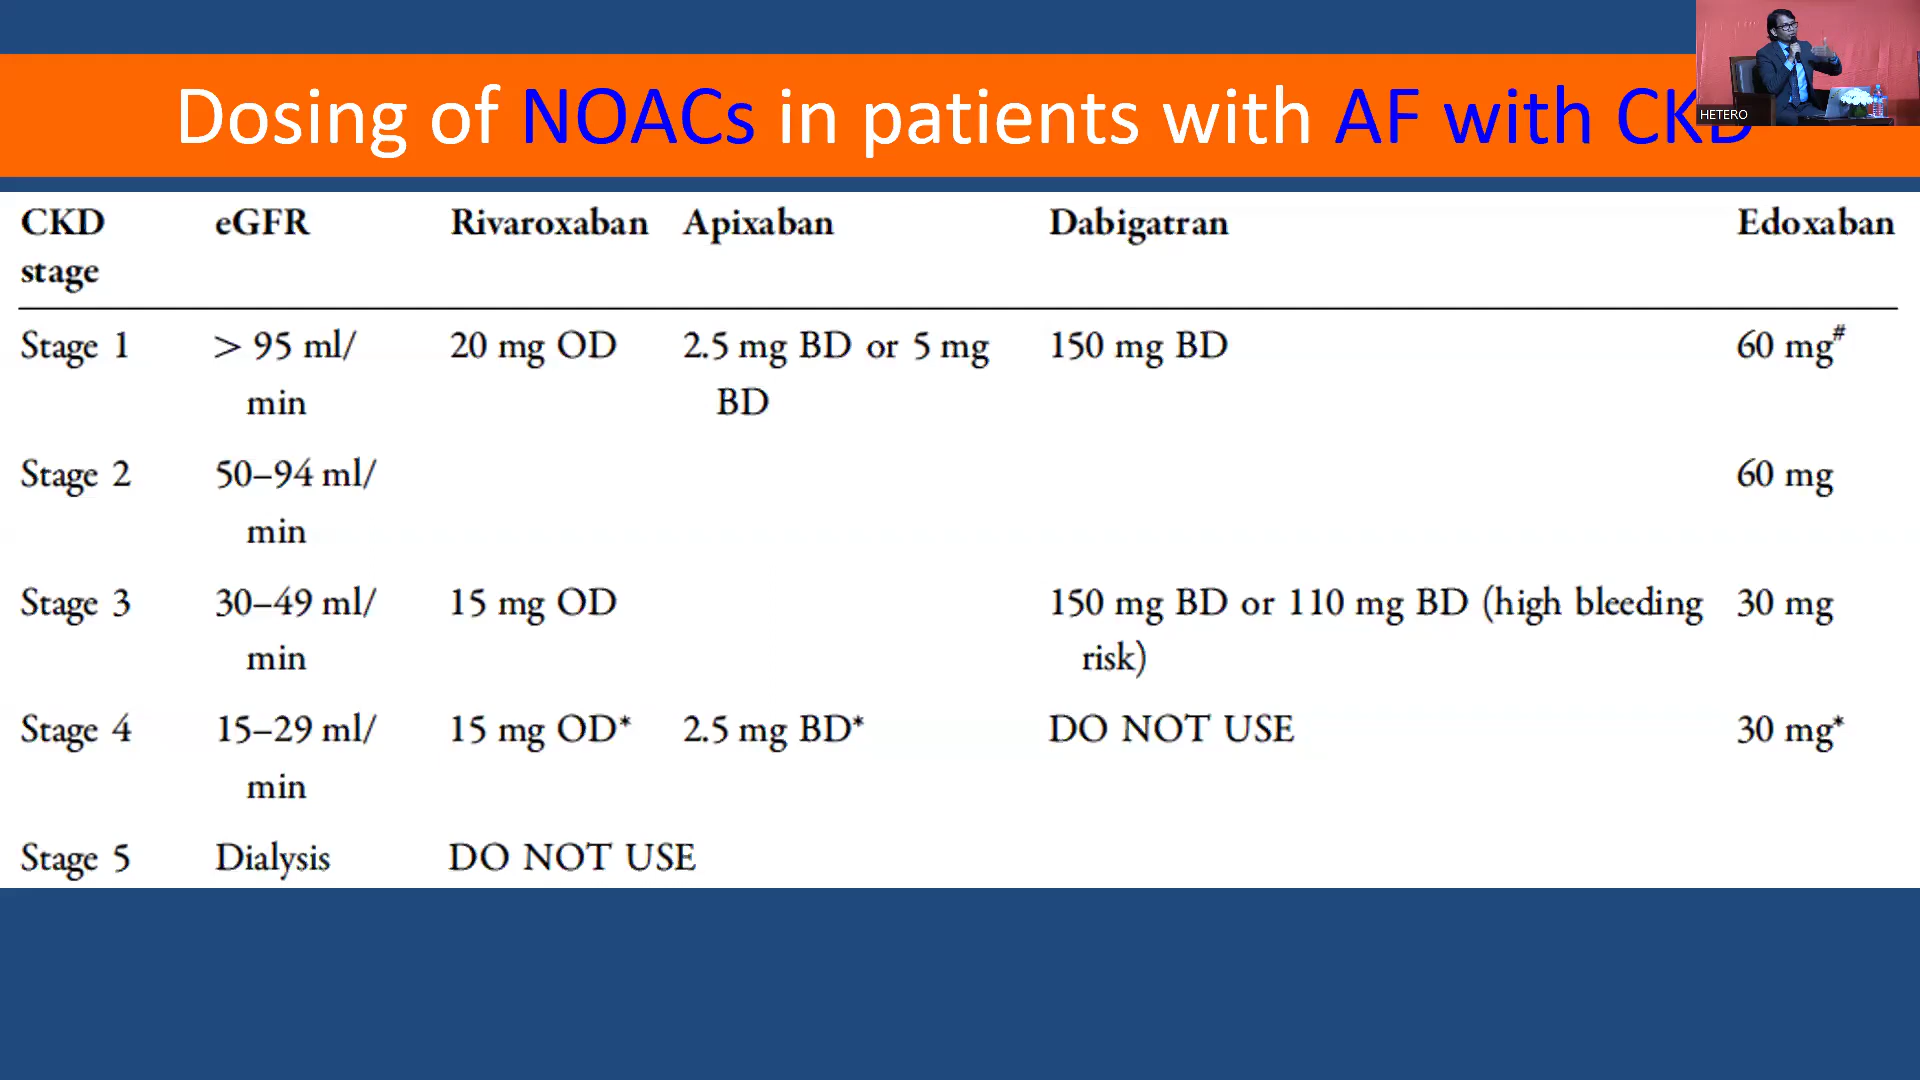 Dosing of NOACs in patients with AF with CKD
HETERO
CKD stage eGFR Rivaroxaban Apixaban Dabigatran Edoxaban
Stage 1 > 95 ml/min 20 mg OD 2.5 mg BD or 5 mg BD 150 mg BD 60 mg#
Stage 2 50–94 ml/min 60 mg
Stage 3 30–49 ml/min 15 mg OD 150 mg BD or 110 mg BD (high bleeding risk) 30 mg
Stage 4 15–29 ml/min 15 mg OD* 2.5 mg BD* DO NOT USE 30 mg*
Stage 5 Dialysis DO NOT USE